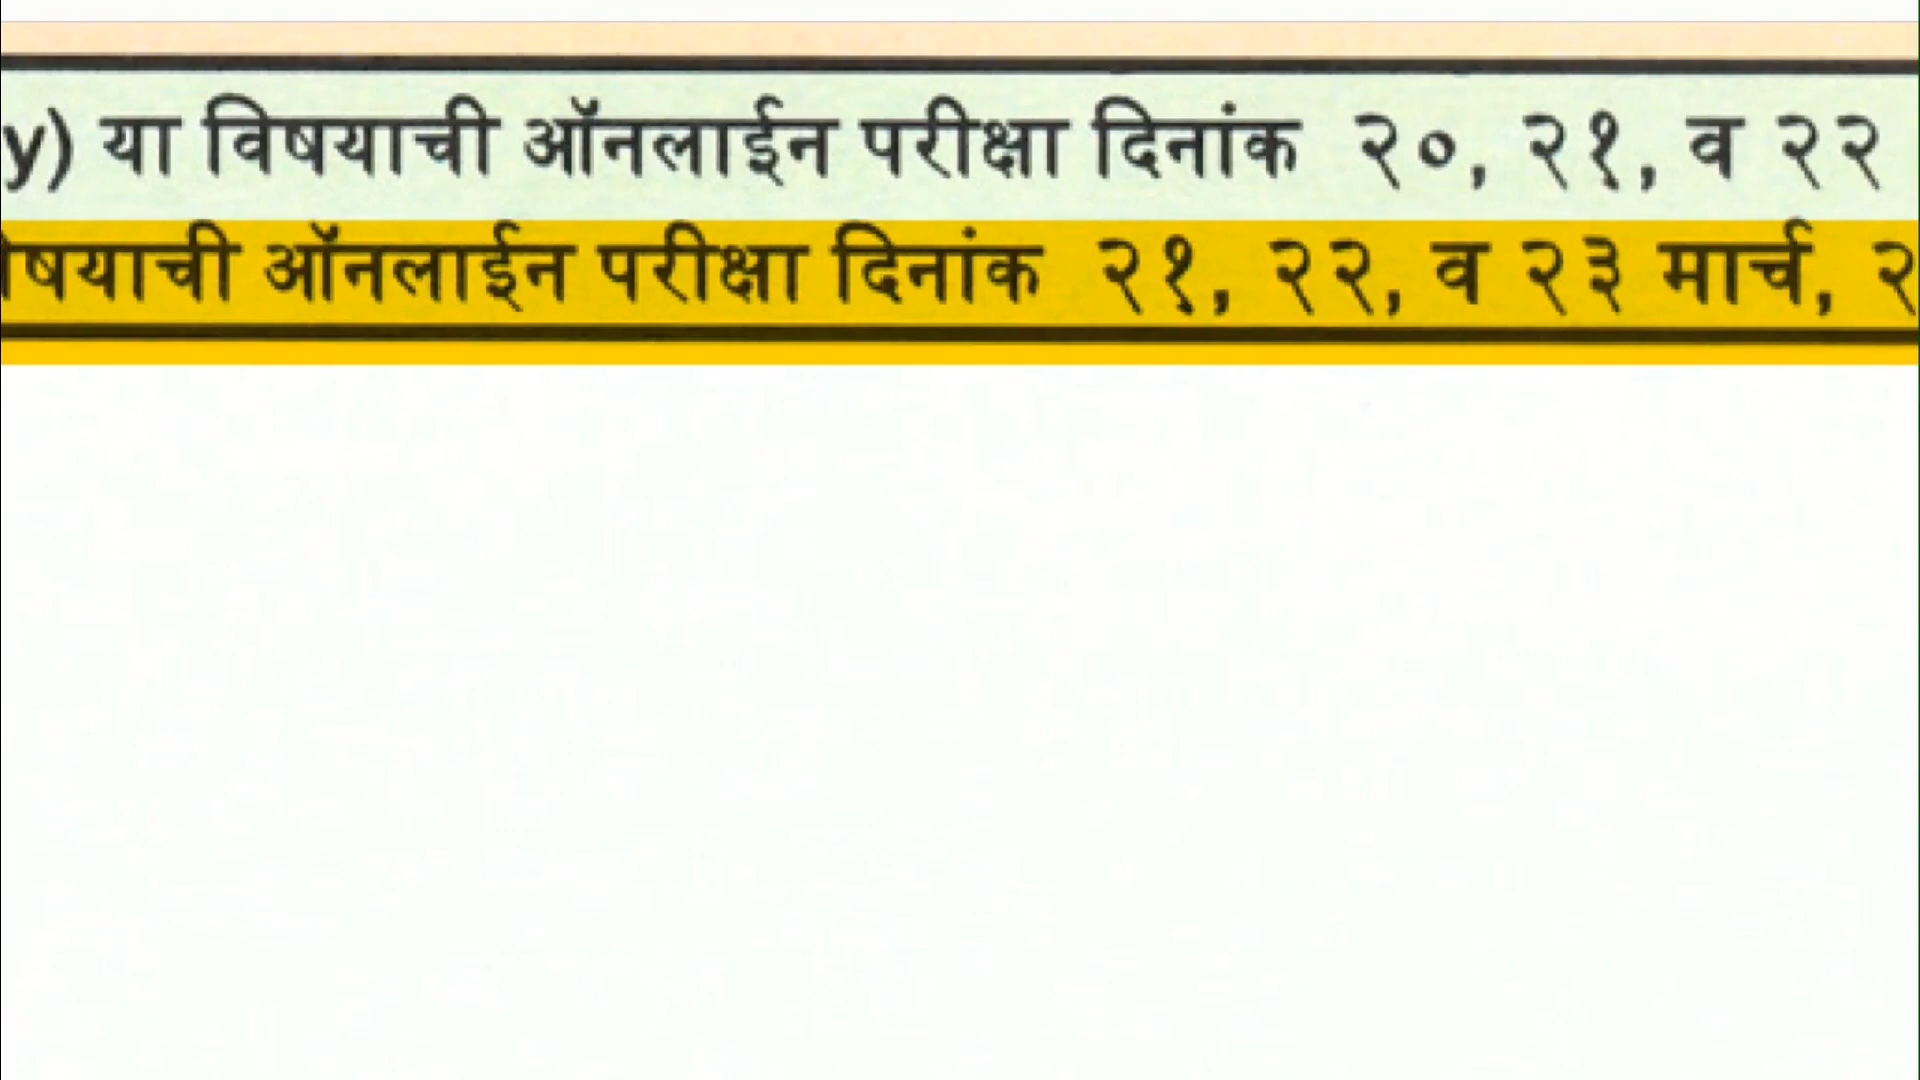 y) या विषयाची ऑनलाईन परीक्षा दिनांक २०, २१, व २२
विषयाची ऑनलाईन परीक्षा दिनांक २१, २२, व २३ मार्च, २